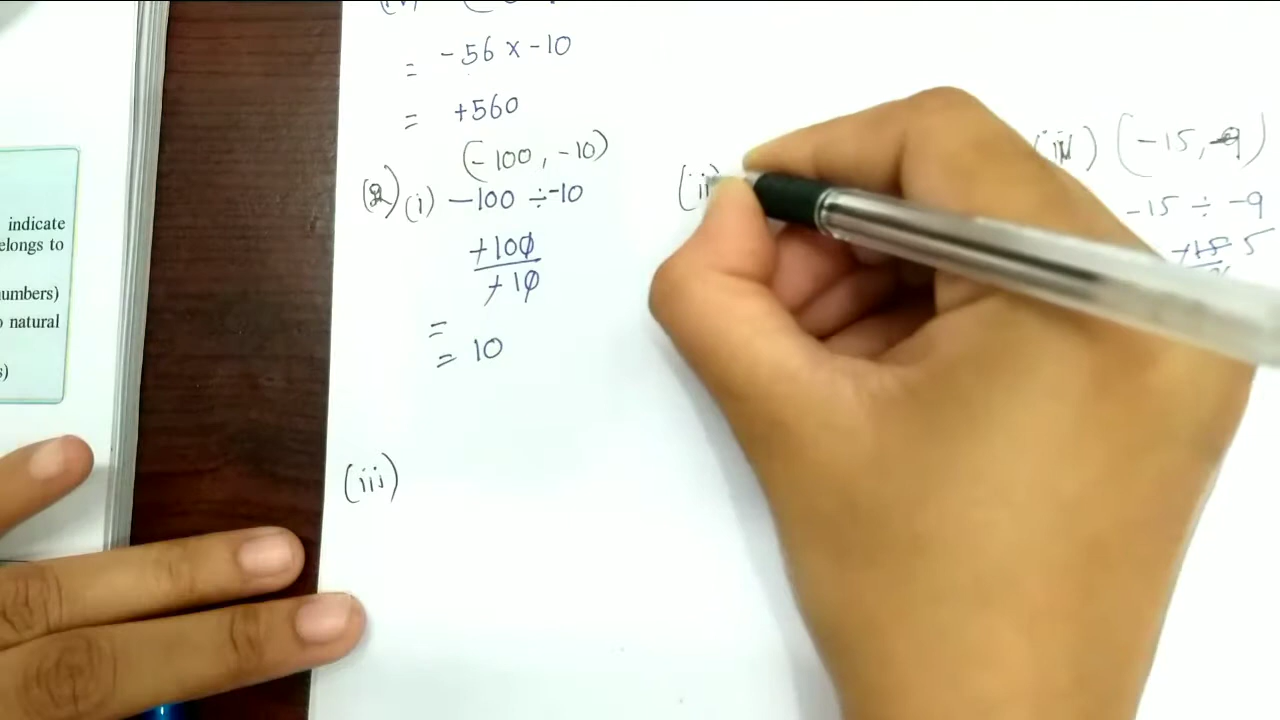 indicate
elongs to
umbers)
natural
s)
= -56 x -10
= +560
(-100, -10)
(2) (i) -100 ÷ -10
+100
+10
=
= 10
(ii)
(-15, -9)
-15 ÷ -9
5
(iii)